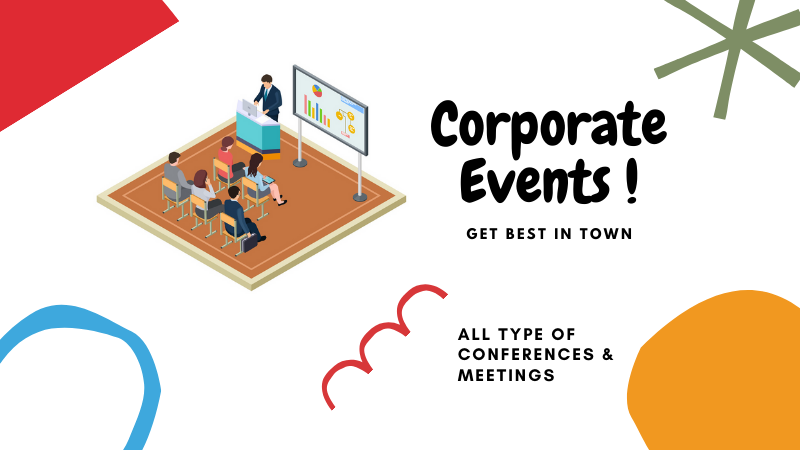 Corporate
Events !
GET BEST IN TOWN
ALL TYPE OF
CONFERENCES &
MEETINGS